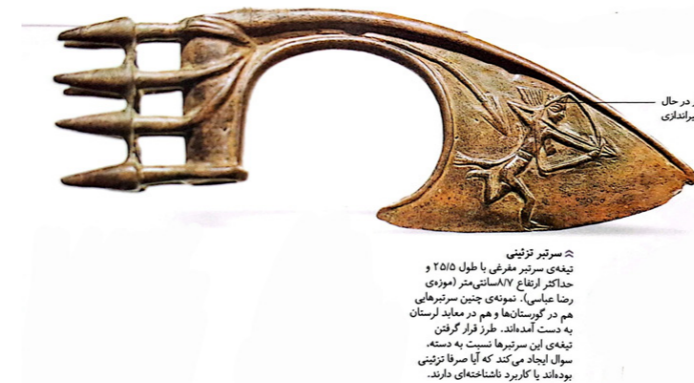 ر در حال
یراندازی
سرتبر تزئینی
تیغه‌ی سرتبر مفرغی با طول ۲۵/۵ و
حداکثر ارتفاع ۸/۷سانتی‌متر (موزه‌ی
رضا عباسی). نمونه‌ی چنین سرتبرهایی
هم در گورستان‌ها و هم در معابد لرستان
به دست آمده‌اند. طرز قرار گرفتن
تیغه‌ی این سرتبرها نسبت به دسته،
سوال ایجاد می‌کند که آیا صرفا تزئینی
بوده‌اند یا کاربرد ناشناخته‌ای دارند.